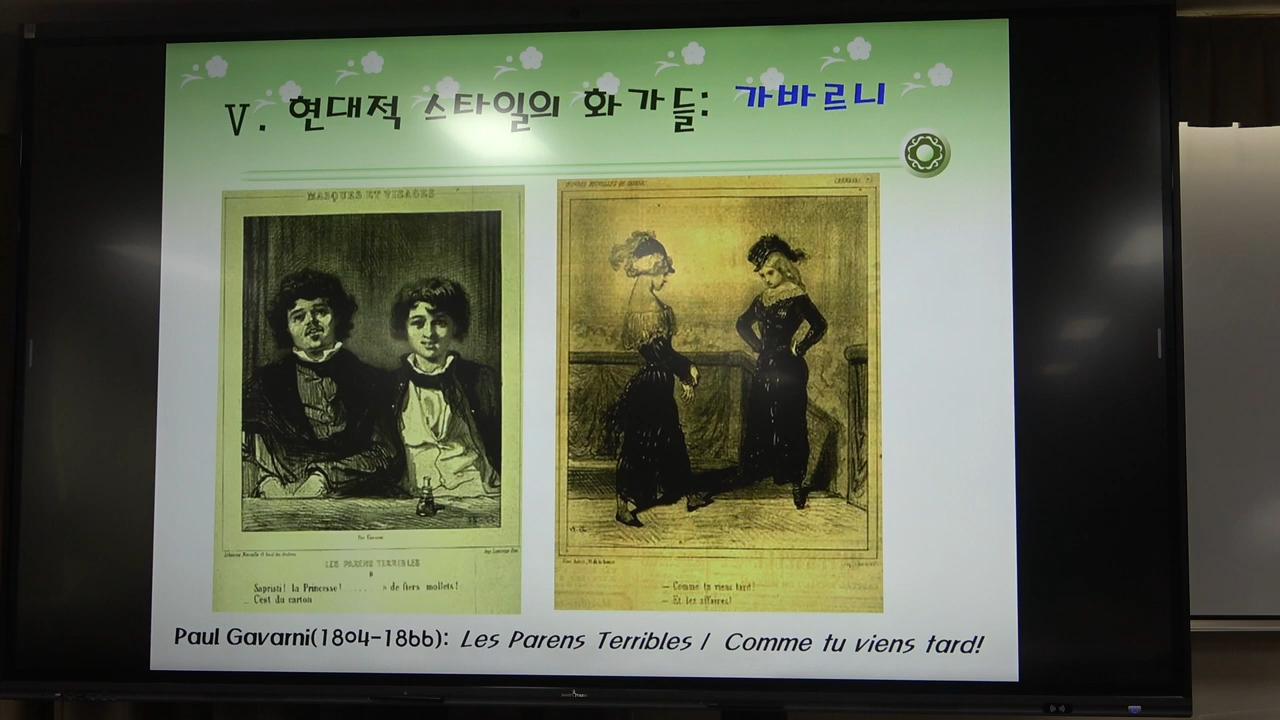 V. 현대적 스타일의 화가들: 가바르니
MASQUES ET VISAGES
Par Gavarni
LES PARENS TERRIBLES
Sapristi! la Princesse! ..... » de fiers mollets!
_ C'est du carton
— Comme tu viens tard!
— Et les affaires!
Paul Gavarni(1804-1866): Les Parens Terribles / Comme tu viens tard!